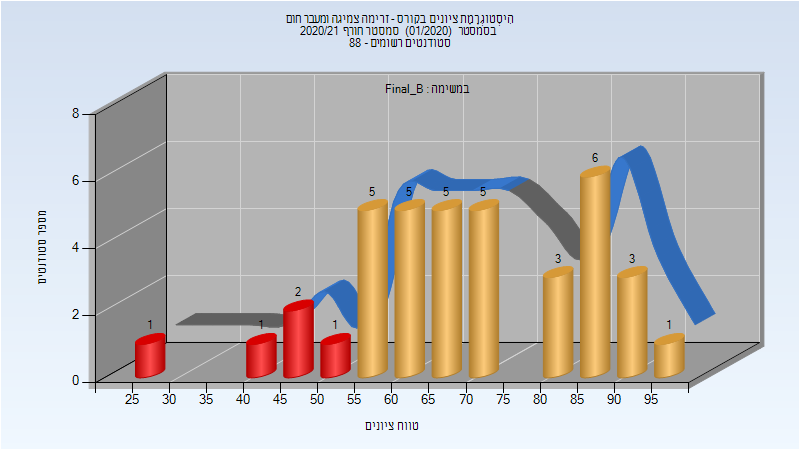 היסטוגרמת ציונים בקורס - זרימה צמיגה ומעבר חום
בסמסטר (01/2020) סמסטר חורף 2020/21
סטודנטים רשומים - 88
במשימה : Final_B
מספר סטודנטים
8
6
4
2
0
1
1
2
1
5
5
5
5
3
6
3
1
25 30 35 40 45 50 55 60 65 70 75 80 85 90 95
טווח ציונים